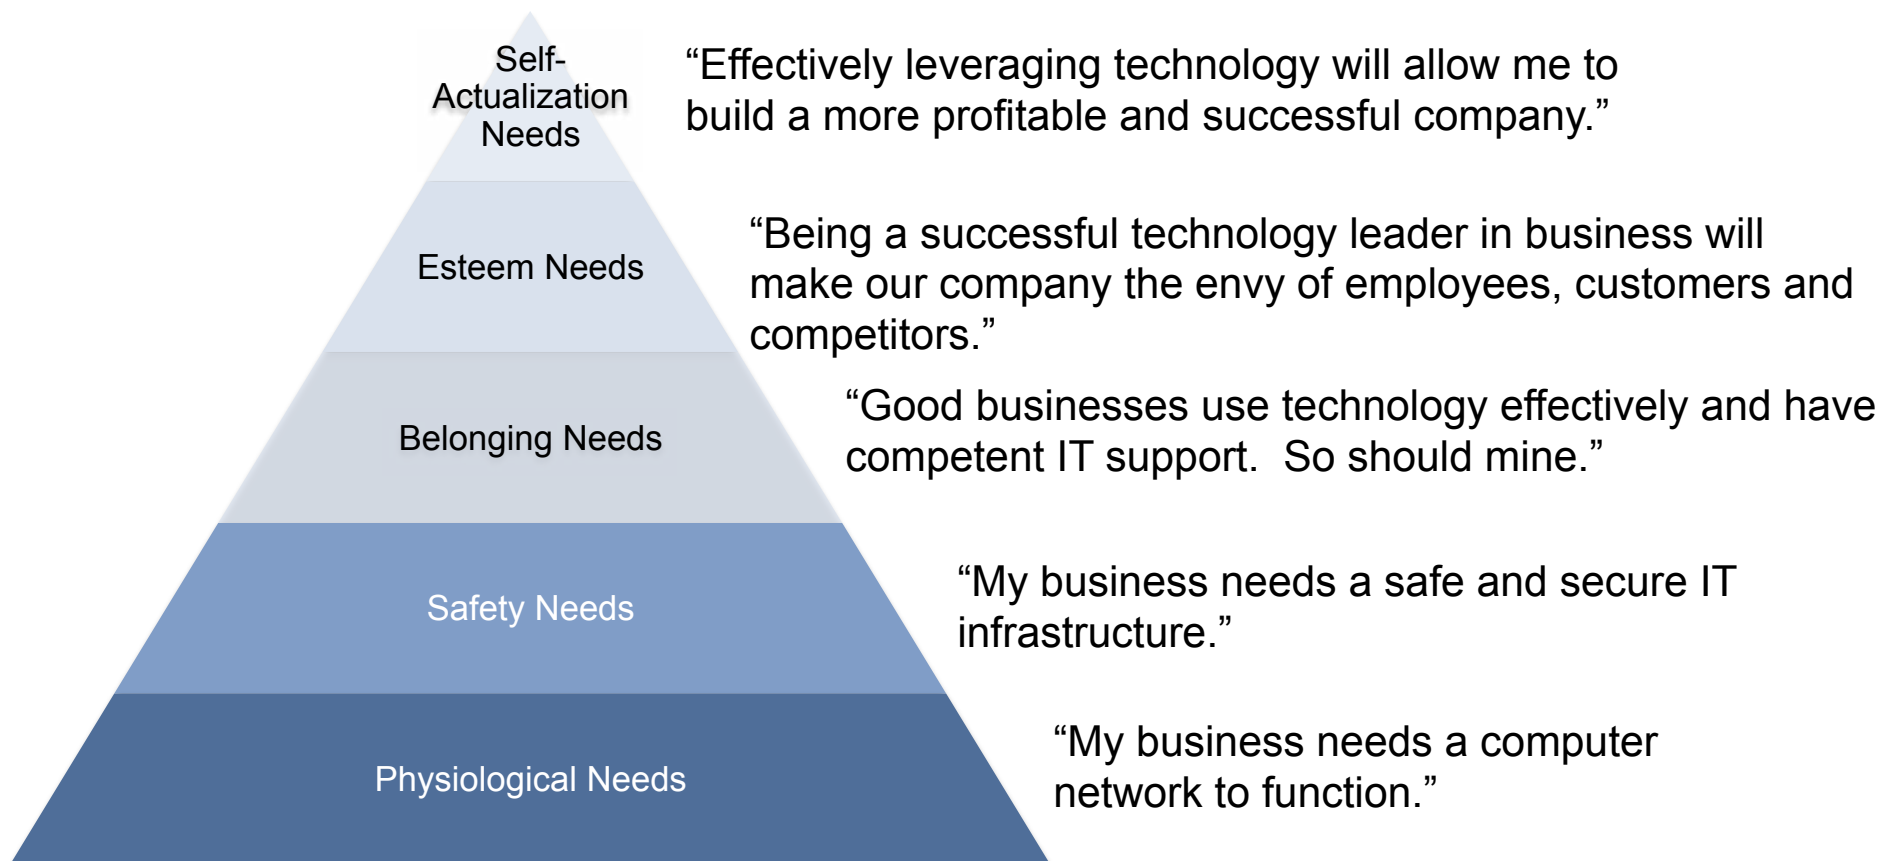 Self-
Actualization
Needs
“Effectively leveraging technology will allow me to
build a more profitable and successful company.”
Esteem Needs
“Being a successful technology leader in business will
make our company the envy of employees, customers and
competitors.”
Belonging Needs
“Good businesses use technology effectively and have
competent IT support.  So should mine.”
Safety Needs
“My business needs a safe and secure IT
infrastructure.”
Physiological Needs
“My business needs a computer
network to function.”